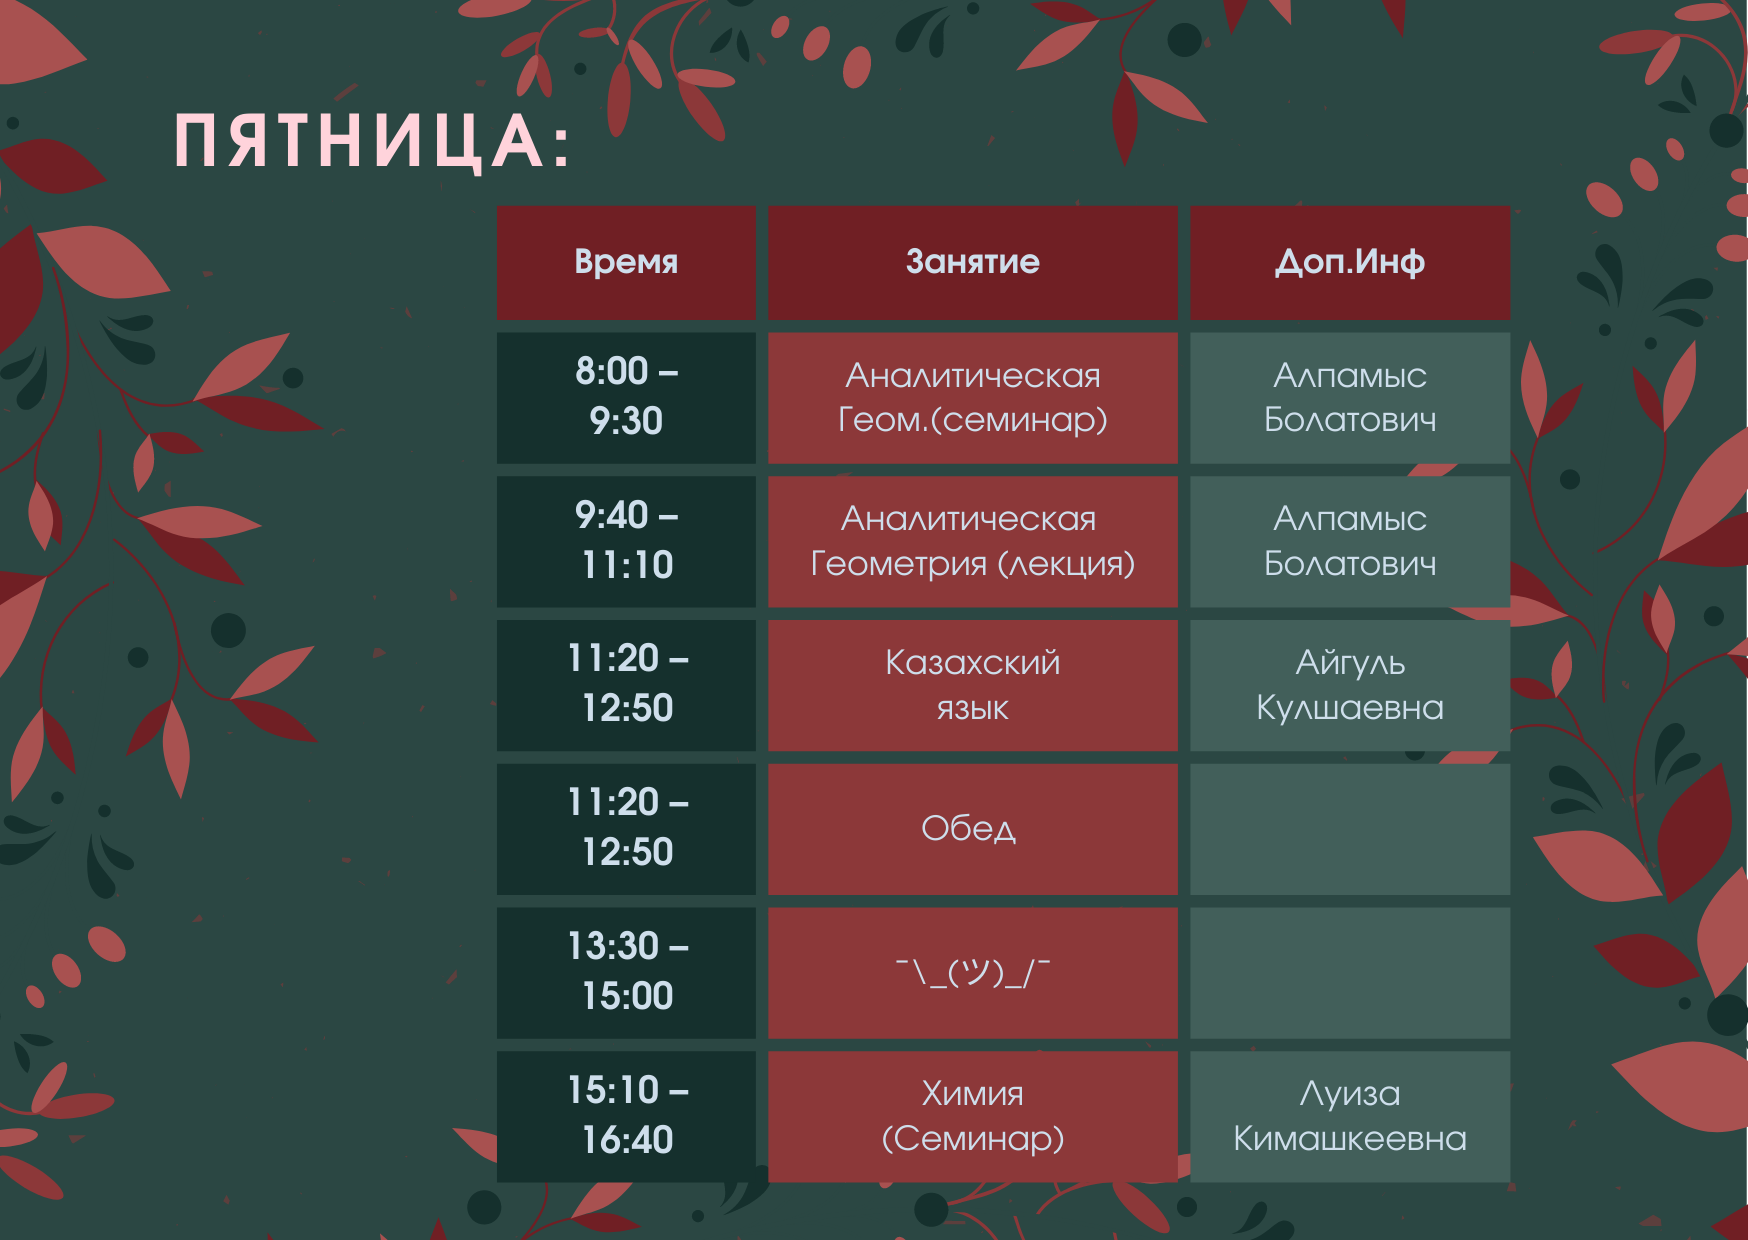 ПЯТНИЦА:
Время
Занятие
Доп.Инф
8:00 –
9:30
Аналитическая
Геом.(семинар)
Алпамыс
Болатович
9:40 –
11:10
Аналитическая
Геометрия (лекция)
Алпамыс
Болатович
11:20 –
12:50
Казахский
язык
Айгуль
Кулшаевна
11:20 –
12:50
Обед
13:30 –
15:00
¯\_(ツ)_/¯
15:10 –
16:40
Химия
(Семинар)
Луиза
Кимашкеевна